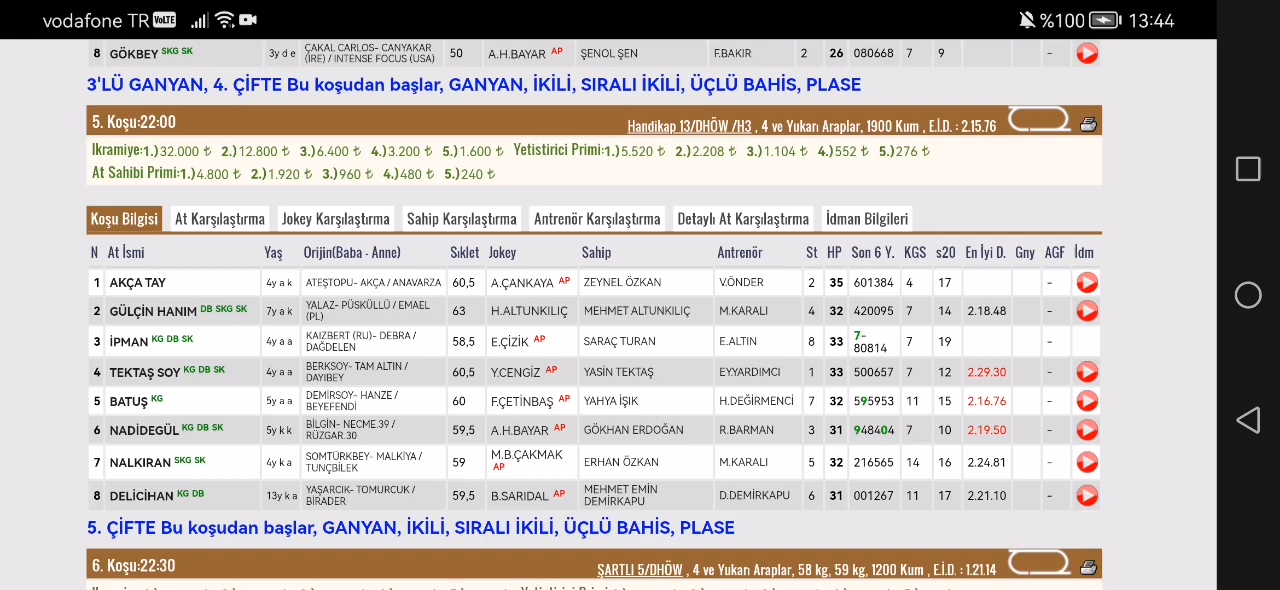 vodafone TR VoLTE %100 13:44
8 GÖKBEY SKG SK 3y d e ÇAKAL CARLOS- CANYAKAR (IRE) / INTENSE FOCUS (USA) 50 A.H.BAYAR AP ŞENOL ŞEN F.BAKIR 2 26 080668 7 9 -
3'LÜ GANYAN, 4. ÇİFTE Bu koşudan başlar, GANYAN, İKİLİ, SIRALI İKİLİ, ÜÇLÜ BAHİS, PLASE
5. Koşu:22:00 Handikap 13/DHÖW /H3 , 4 ve Yukarı Araplar, 1900 Kum , E.İ.D. : 2.15.76
Ikramiye:1.)32.000 ₺ 2.)12.800 ₺ 3.)6.400 ₺ 4.)3.200 ₺ 5.)1.600 ₺ Yetistirici Primi:1.)5.520 ₺ 2.)2.208 ₺ 3.)1.104 ₺ 4.)552 ₺ 5.)276 ₺
At Sahibi Primi:1.)4.800 ₺ 2.)1.920 ₺ 3.)960 ₺ 4.)480 ₺ 5.)240 ₺
Koşu Bilgisi At Karşılaştırma Jokey Karşılaştırma Sahip Karşılaştırma Antrenör Karşılaştırma Detaylı At Karşılaştırma İdman Bilgileri
N At İsmi Yaş Orijin(Baba - Anne) Sıklet Jokey Sahip Antrenör St HP Son 6 Y. KGS s20 En İyi D. Gny AGF İdm
1 AKÇA TAY 4y a k ATEŞTOPU- AKÇA / ANAVARZA 60,5 A.ÇANKAYA AP ZEYNEL ÖZKAN V.ÖNDER 2 35 601384 4 17 -
2 GÜLÇİN HANIM DB SKG SK 7y a k YALAZ- PÜSKÜLLÜ / EMAEL (PL) 63 H.ALTUNKILIÇ MEHMET ALTUNKILIÇ M.KARALI 4 32 420095 7 14 2.18.48 -
3 İPMAN KG DB SK 4y a a KAIZBERT (RU)- DEBRA / DAĞDELEN 58,5 E.ÇİZİK AP SARAÇ TURAN E.ALTIN 8 33 7-80814 7 19 -
4 TEKTAŞ SOY KG DB SK 4y a a BERKSOY- TAM ALTIN / DAYIBEY 60,5 Y.CENGİZ AP YASİN TEKTAŞ EY.YARDIMCI 1 33 500657 7 12 2.29.30 -
5 BATUŞ KG 5y a a DEMİRSOY- HANZE / BEYEFENDİ 60 F.ÇETİNBAŞ AP YAHYA IŞIK H.DEĞİRMENCİ 7 32 595953 11 15 2.16.76 -
6 NADİDEGÜL KG DB SK 5y k k BİLGİN- NECME.39 / RÜZGAR.30 59,5 A.H.BAYAR AP GÖKHAN ERDOĞAN R.BARMAN 3 31 948404 7 10 2.19.50 -
7 NALKIRAN SKG SK 4y k a SOMTÜRKBEY- MALKİYA / TUNÇBİLEK 59 M.B.ÇAKMAK AP ERHAN ÖZKAN M.KARALI 5 32 216565 14 16 2.24.81 -
8 DELİCİHAN KG DB 13y k a YAŞARCIK- TOMURCUK / BİRADER 59,5 B.SARIDAL AP MEHMET EMİN DEMİRKAPU D.DEMİRKAPU 6 31 001267 11 17 2.21.10 -
5. ÇİFTE Bu koşudan başlar, GANYAN, İKİLİ, SIRALI İKİLİ, ÜÇLÜ BAHİS, PLASE
6. Koşu:22:30 ŞARTLI 5/DHÖW , 4 ve Yukarı Araplar, 58 kg, 59 kg, 1200 Kum , E.İ.D. : 1.21.14